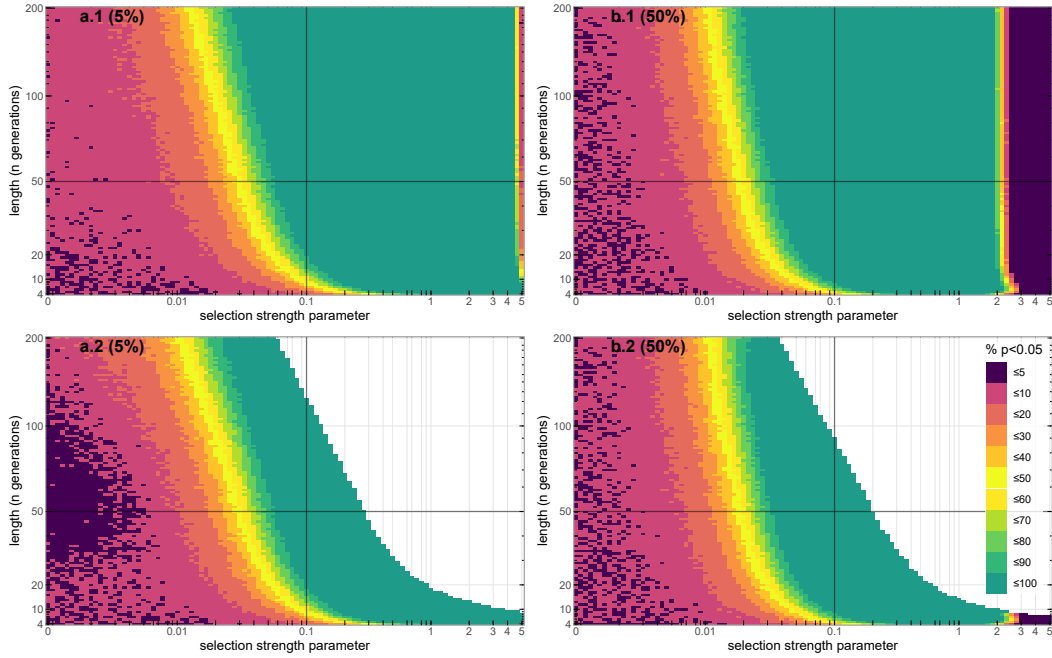 a.1 (5%)
length (n generations)
200
100
50
20
10
4
0 0.01 0.1 1 2 3 4 5
selection strength parameter
b.1 (50%)
length (n generations)
200
100
50
20
10
4
0 0.01 0.1 1 2 3 4 5
selection strength parameter
a.2 (5%)
length (n generations)
200
100
50
20
10
4
0 0.01 0.1 1 2 3 4 5
selection strength parameter
b.2 (50%)
length (n generations)
200
100
50
20
10
4
0 0.01 0.1 1 2 3 4 5
selection strength parameter
% p<0.05
≤5
≤10
≤20
≤30
≤40
≤50
≤60
≤70
≤80
≤90
≤100